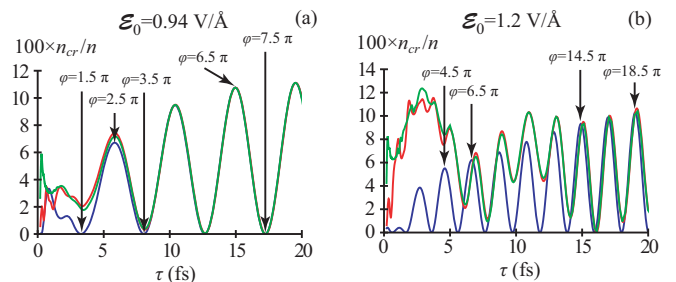 𝓔0=0.94 V/Å (a)
100×ncr/n
φ=1.5 π
φ=2.5 π
φ=3.5 π
φ=6.5 π
φ=7.5 π
12
10
8
6
4
2
0
0 5 10 15 20
τ (fs)
𝓔0=1.2 V/Å (b)
100×ncr/n
φ=4.5 π
φ=6.5 π
φ=14.5 π
φ=18.5 π
14
12
10
8
6
4
2
0
0 5 10 15 20
τ (fs)